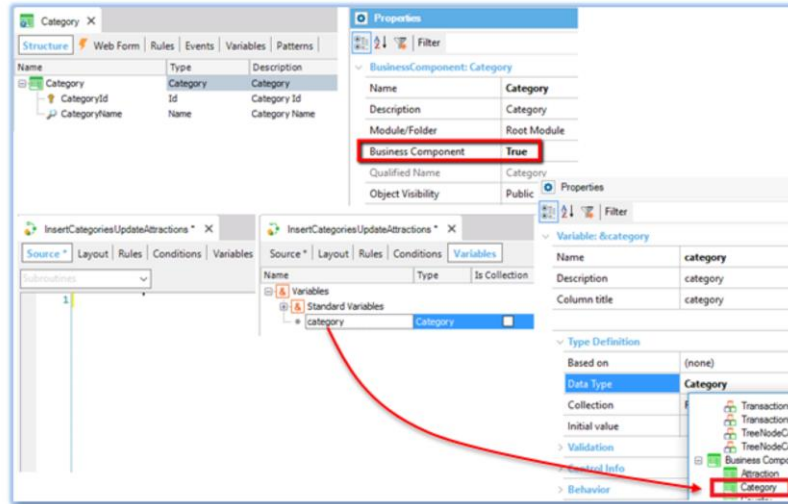 Category X
Structure Web Form Rules Events Variables Patterns
Name Type Description
Category Category Category
CategoryId Id Category Id
CategoryName Name Category Name
Properties
Filter
BusinessComponent: Category
Name Category
Description Category
Module/Folder Root Module
Business Component True
Qualified Name Category
Object Visibility Public
InsertCategoriesUpdateAttractions * X
Source * Layout Rules Conditions Variables
Subroutines
1
InsertCategoriesUpdateAttractions * X
Source * Layout Rules Conditions Variables
Name Type Is Collection
& Variables
& Standard Variables
category Category
Properties
Filter
Variable: &category
Name category
Description category
Column title category
Type Definition
Based on (none)
Data Type Category
Collection
Initial value
Validation
Control Info
Behavior
Transaction
Transaction
TreeNodeC
TreeNodeC
Business Compo
Attraction
Category